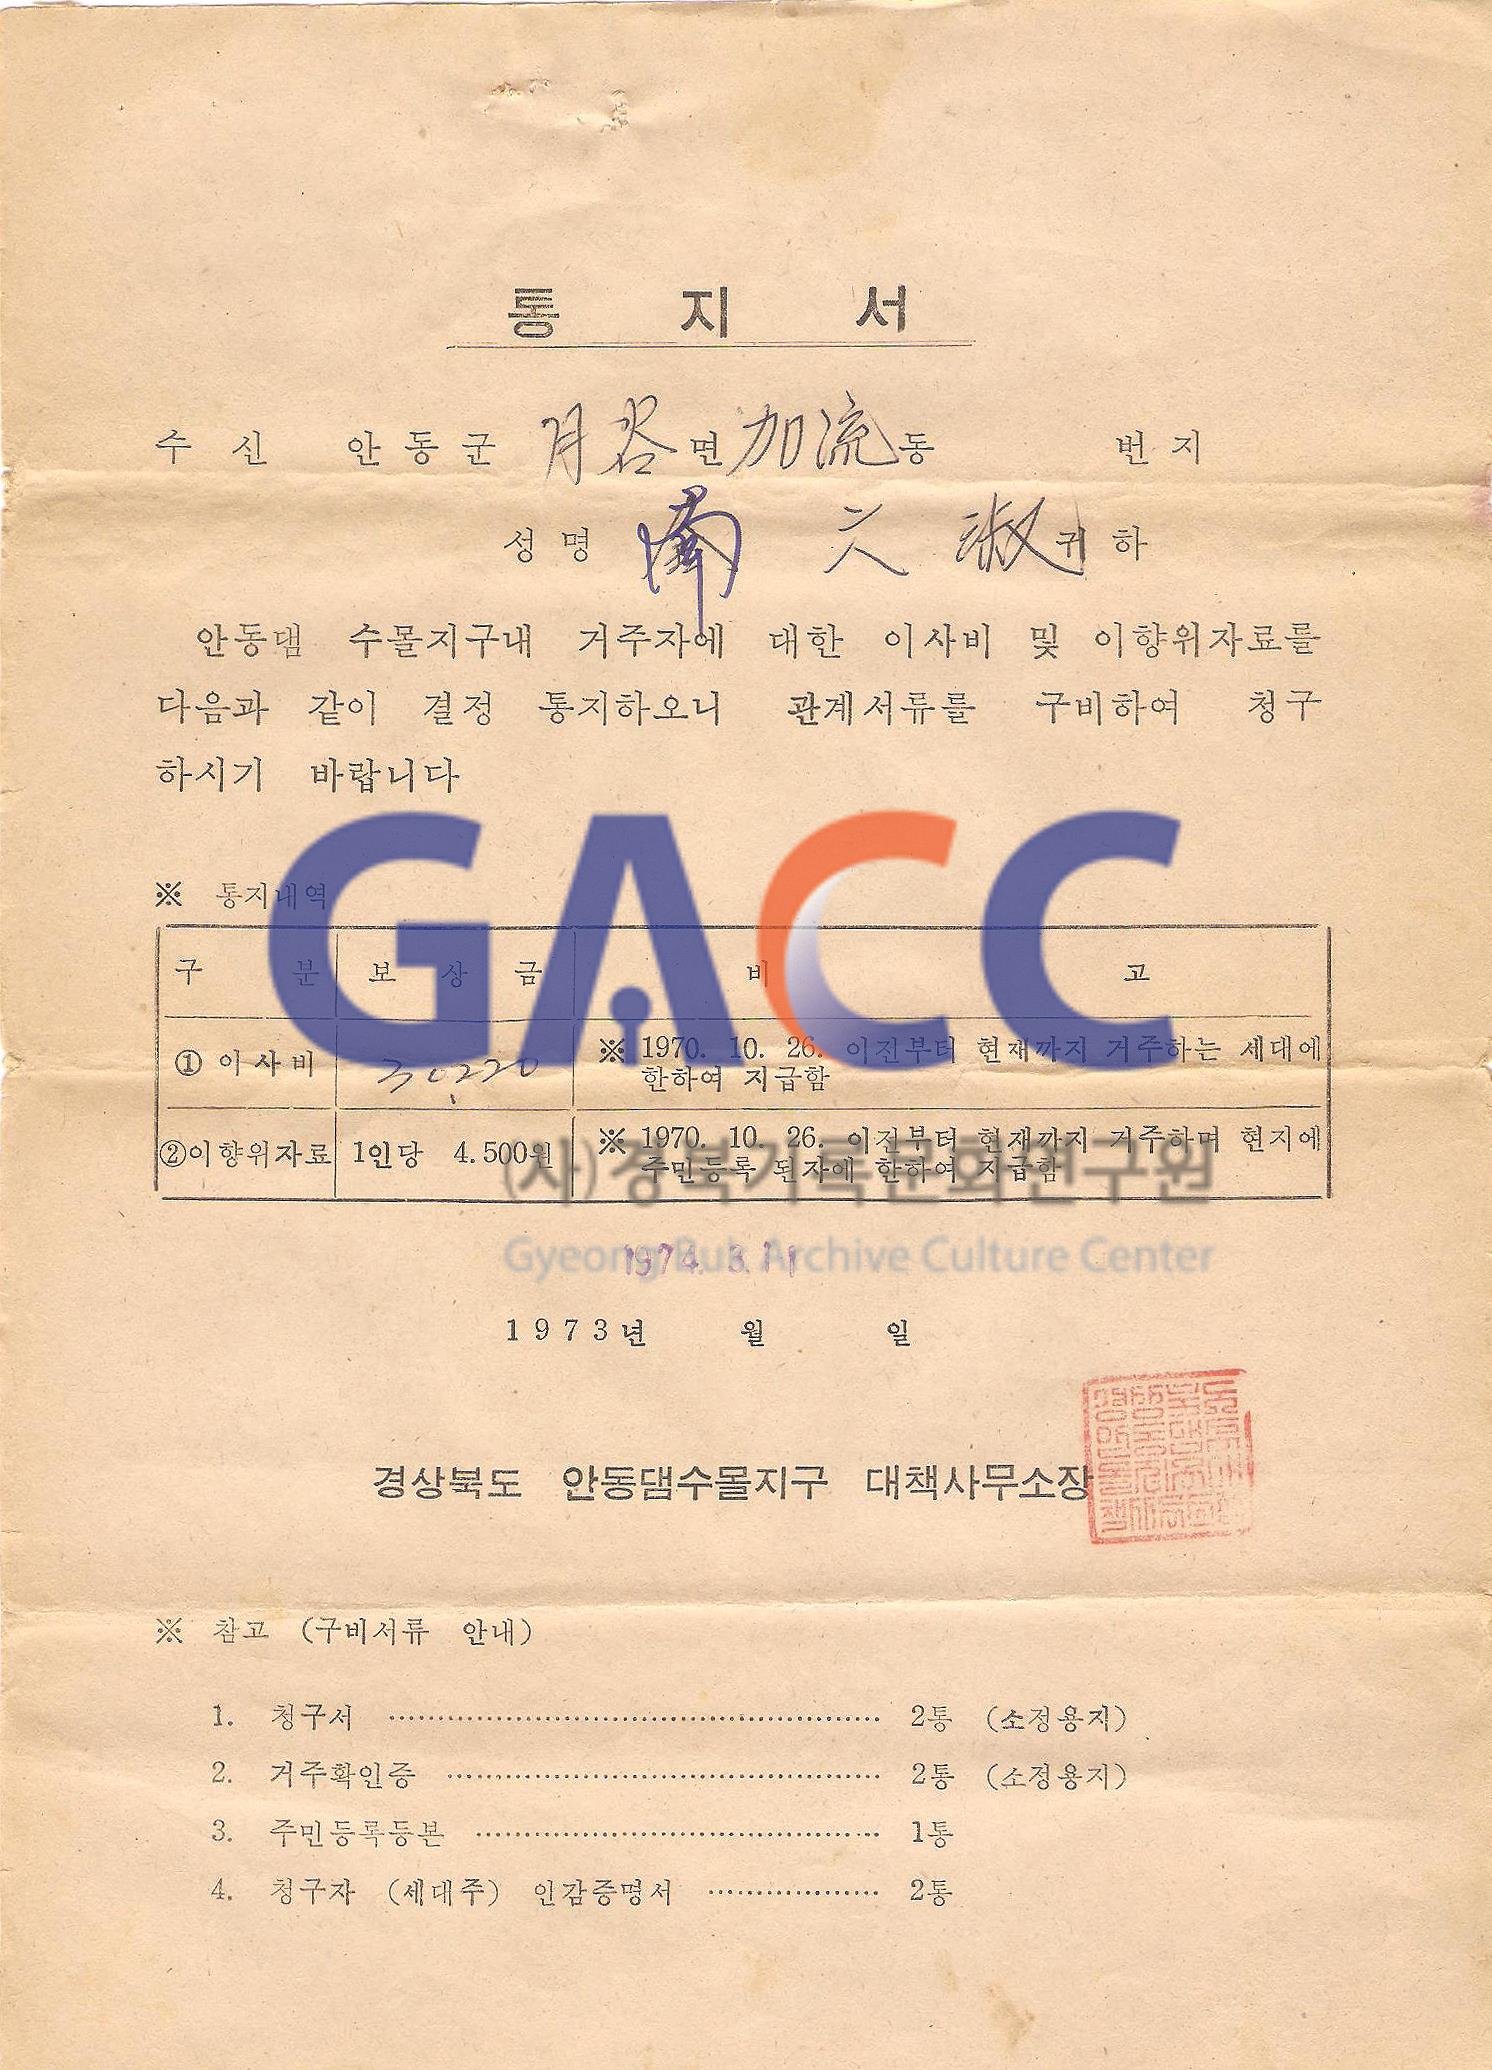 통 지 서
수 신 안동군 月谷 면 加流 동 번지
성명 南 六 淑 귀하
안동댐 수몰지구내 거주자에 대한 이사비 및 이향위자료를
다음과 같이 결정 통지하오니 관계서류를 구비하여 청구
하시기 바랍니다
GACC
※ 통지내역
구 분 보 상 금 비 고
① 이사비 30,220 ※ 1970. 10. 26. 이전부터 현재까지 거주하는 세대에
한하여 지급함
②이향위자료 1인당 4.500원 ※ 1970. 10. 26. 이전부터 현재까지 거주하며 현지에
주민등록 된자에 한하여 지급함
(사)경북기록문화연구원
GyeongBuk Archive Culture Center
1974. 3. 11
1973년 월 일
경상북도 안동댐수몰지구 대책사무소장
※ 참고 (구비서류 안내)
1. 청구서 ………………………………………… 2통 (소정용지)
2. 거주확인증 …………………………………… 2통 (소정용지)
3. 주민등록등본 ………………………………… 1통
4. 청구자 (세대주) 인감증명서 ……………… 2통